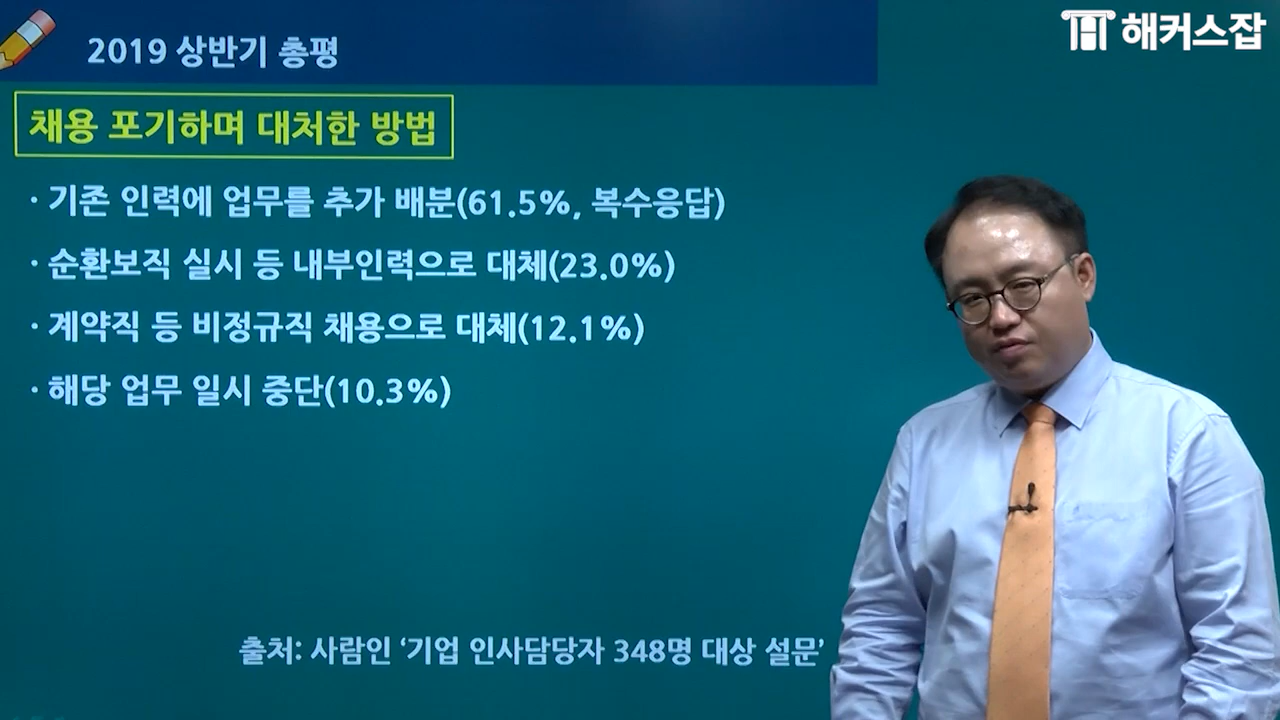 2019 상반기 총평
해커스잡
채용 포기하며 대처한 방법
· 기존 인력에 업무를 추가 배분(61.5%, 복수응답)
· 순환보직 실시 등 내부인력으로 대체(23.0%)
· 계약직 등 비정규직 채용으로 대체(12.1%)
· 해당 업무 일시 중단(10.3%)
출처: 사람인 ‘기업 인사담당자 348명 대상 설문’